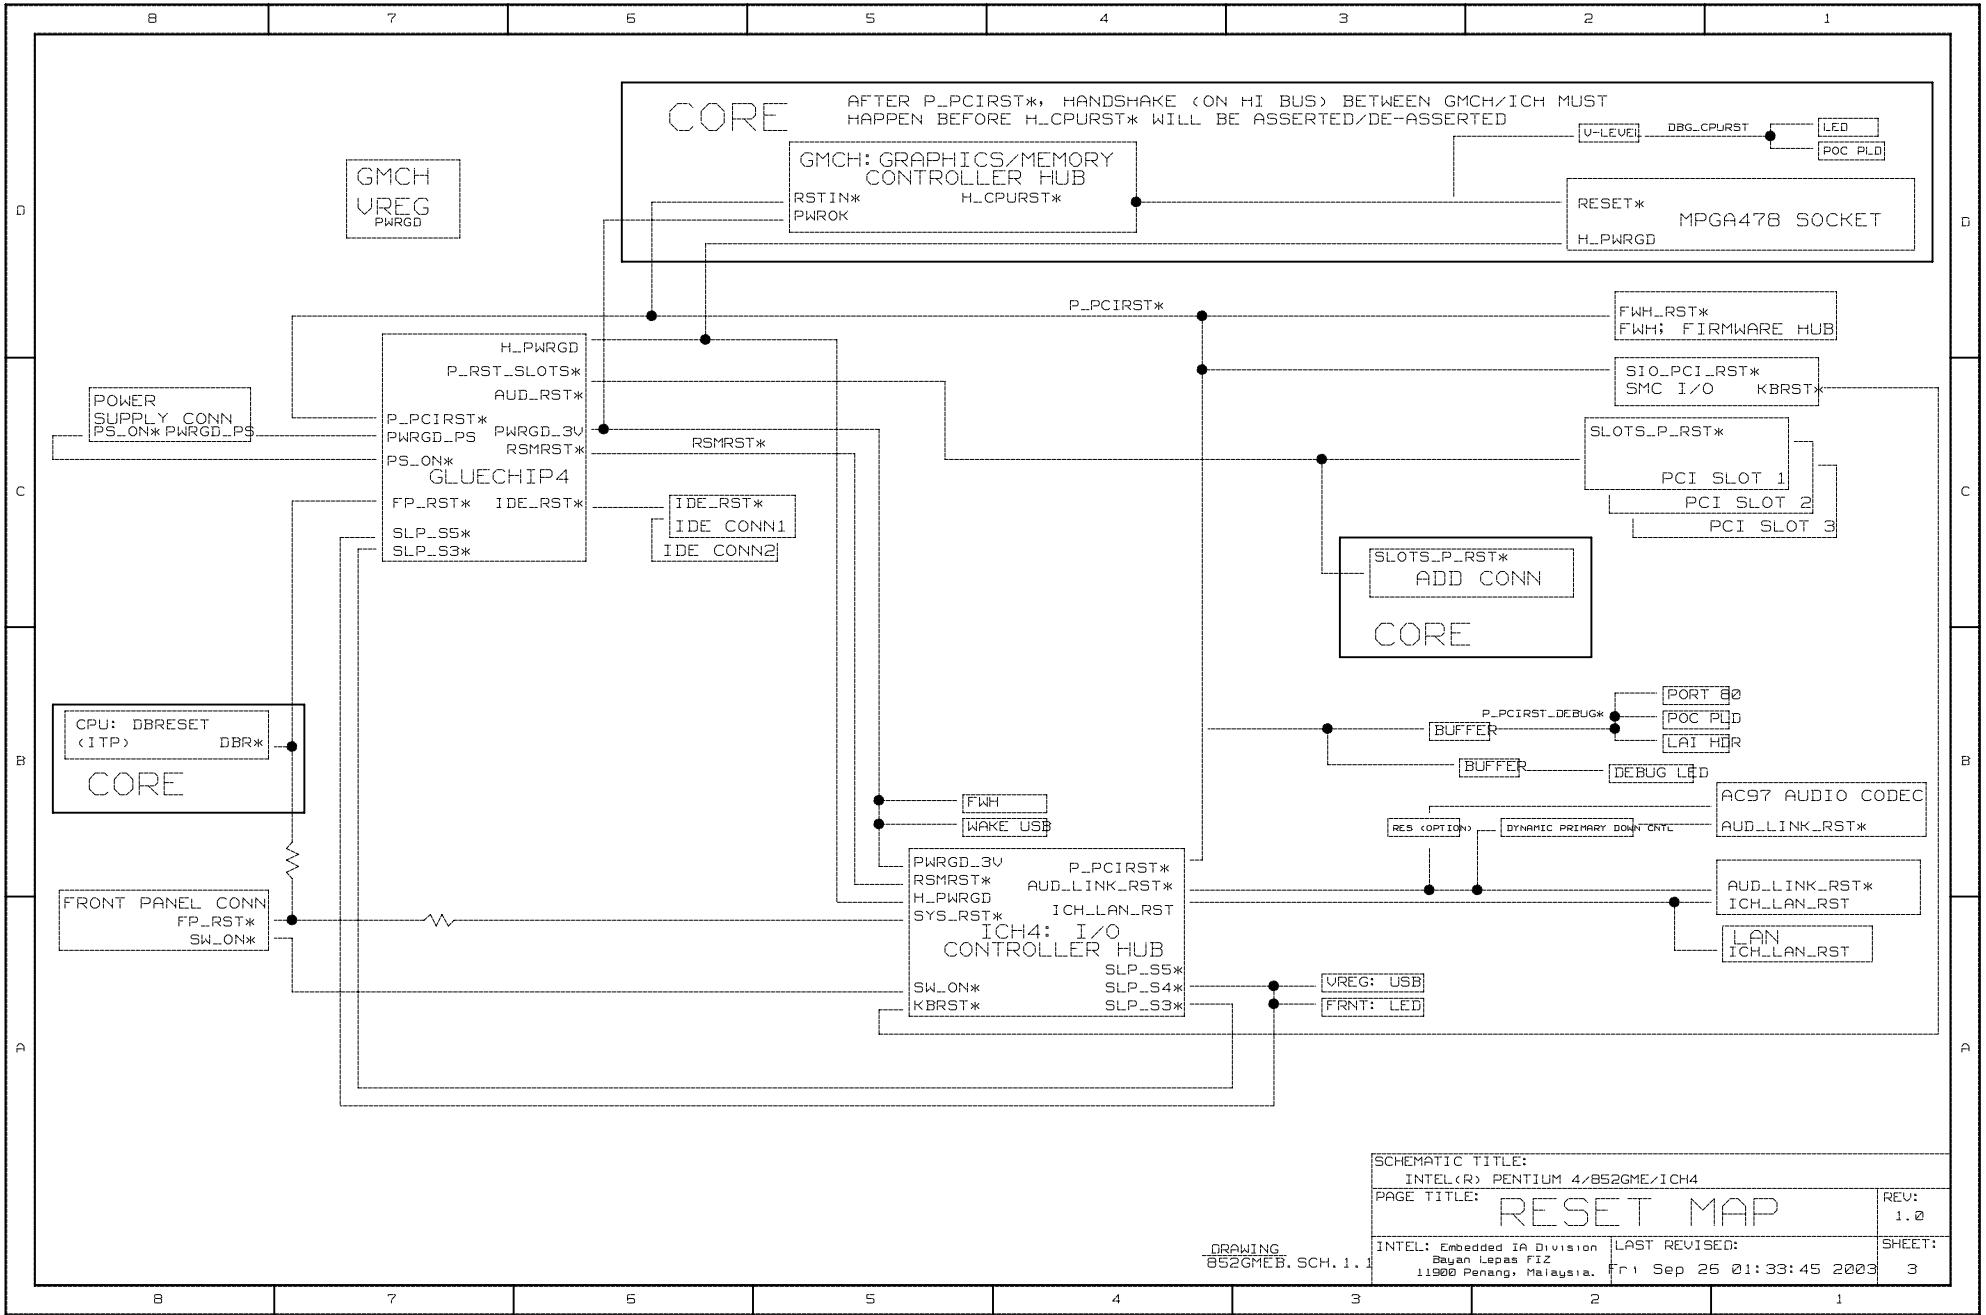 8 7 6 5 4 3 2 1
D
C
B
A
CORE
AFTER P_PCIRST*, HANDSHAKE (ON HI BUS) BETWEEN GMCH/ICH MUST
HAPPEN BEFORE H_CPURST* WILL BE ASSERTED/DE-ASSERTED
V-LEVEL
DBG_CPURST
LED
POC PLD
GMCH
VREG
PWRGD
GMCH: GRAPHICS/MEMORY
CONTROLLER HUB
RSTIN*
H_CPURST*
PWROK
RESET*
MPGA478 SOCKET
H_PWRGD
P_PCIRST*
FWH_RST*
FWH; FIRMWARE HUB
H_PWRGD
P_RST_SLOTS*
AUD_RST*
P_PCIRST*
PWRGD_PS
PWRGD_3V
RSMRST*
PS_ON*
GLUECHIP4
FP_RST*
IDE_RST*
SLP_S5*
SLP_S3*
POWER
SUPPLY CONN
PS_ON* PWRGD_PS
RSMRST*
IDE_RST*
IDE CONN1
IDE CONN2
SIO_PCI_RST*
SMC I/O
KBRST*
SLOTS_P_RST*
PCI SLOT 1
PCI SLOT 2
PCI SLOT 3
SLOTS_P_RST*
ADD CONN
CORE
CPU: DBRESET
(ITP)
DBR*
CORE
P_PCIRST_DEBUG*
BUFFER
PORT 80
POC PLD
LAI HDR
BUFFER
DEBUG LED
AC97 AUDIO CODEC
AUD_LINK_RST*
RES (OPTION)
DYNAMIC PRIMARY DOWN CNTL
FWH
WAKE USB
PWRGD_3V
RSMRST*
H_PWRGD
SYS_RST*
P_PCIRST*
AUD_LINK_RST*
ICH_LAN_RST
ICH4: I/O
CONTROLLER HUB
SLP_S5*
SLP_S4*
SLP_S3*
SW_ON*
KBRST*
AUD_LINK_RST*
ICH_LAN_RST
LAN
ICH_LAN_RST
FRONT PANEL CONN
FP_RST*
SW_ON*
VREG: USB
FRNT: LED
DRAWING
852GMEB.SCH.1.1
SCHEMATIC TITLE:
INTEL(R) PENTIUM 4/852GME/ICH4
PAGE TITLE:
RESET MAP
REV:
1.0
INTEL: Embedded IA Division
Bayan Lepas FIZ
11900 Penang, Malaysia.
LAST REVISED:
Fri Sep 26 01:33:45 2003
SHEET:
3
D
C
B
A
8 7 6 5 4 3 2 1